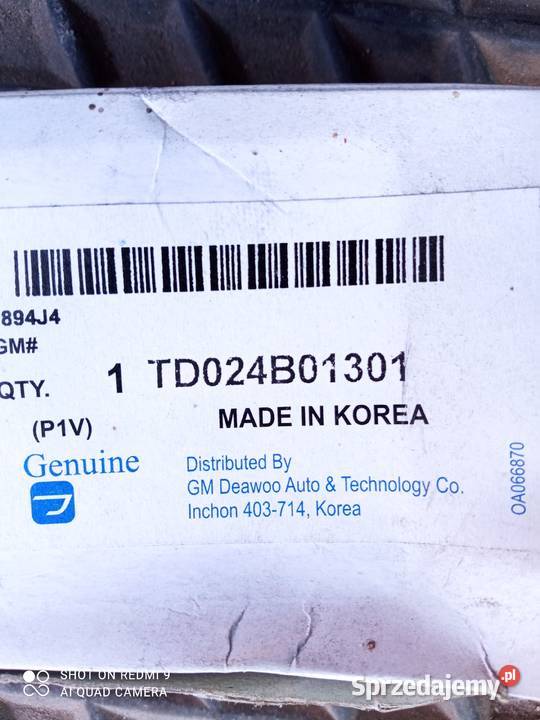 894J4
GM#
QTY. 1 TD024B01301
(P1V) MADE IN KOREA
Genuine
Distributed By
GM Deawoo Auto & Technology Co.
Inchon 403-714, Korea
OA066870
SHOT ON REDMI 9
AI QUAD CAMERA
Sprzedajemy.pl